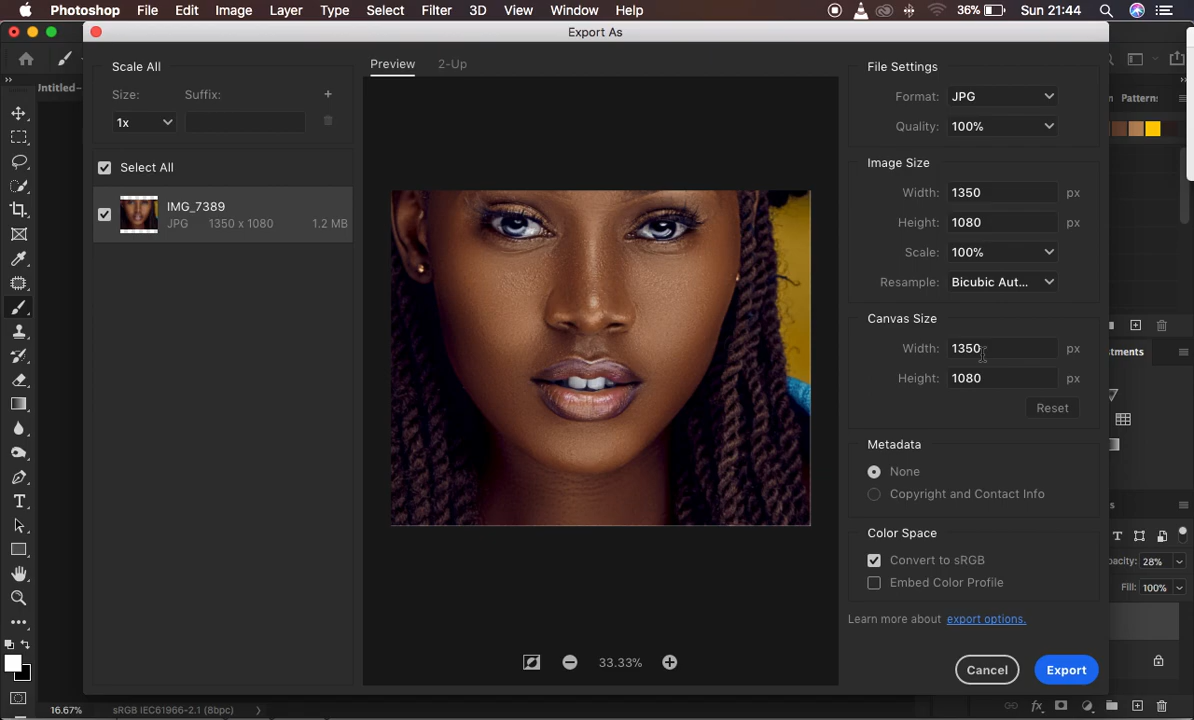 Photoshop File Edit Image Layer Type Select Filter 3D View Window Help 36% Sun 21:44
Export As
Untitled-
Scale All
Size: Suffix:
1x
Select All
IMG_7389
JPG 1350 x 1080 1.2 MB
Preview 2-Up
33.33%
File Settings
Format: JPG
Quality: 100%
Image Size
Width: 1350 px
Height: 1080 px
Scale: 100%
Resample: Bicubic Aut...
Canvas Size
Width: 1350 px
Height: 1080 px
Reset
Metadata
None
Copyright and Contact Info
Color Space
Convert to sRGB
Embed Color Profile
Learn more about export options.
Cancel Export
Patterns
28%
Fill: 100%
16.67% sRGB IEC61966-2.1 (8bpc)